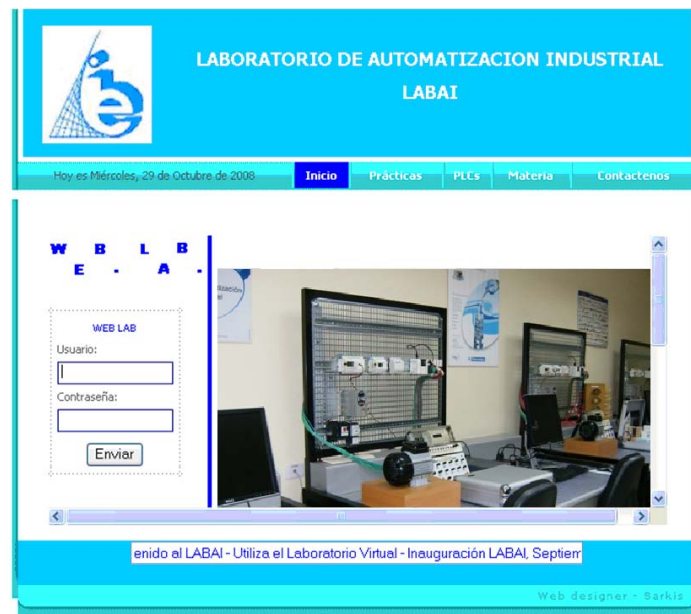 LABORATORIO DE AUTOMATIZACION INDUSTRIAL
LABAI
Hoy es Miércoles, 29 de Octubre de 2008
Inicio
Prácticas
PLCs
Materia
Contactenos
W B L B
E . A .
WEB LAB
Usuario:
Contraseña:
Enviar
enido al LABAI - Utiliza el Laboratorio Virtual - Inauguración LABAI, Septiem
Web designer - Sarkis